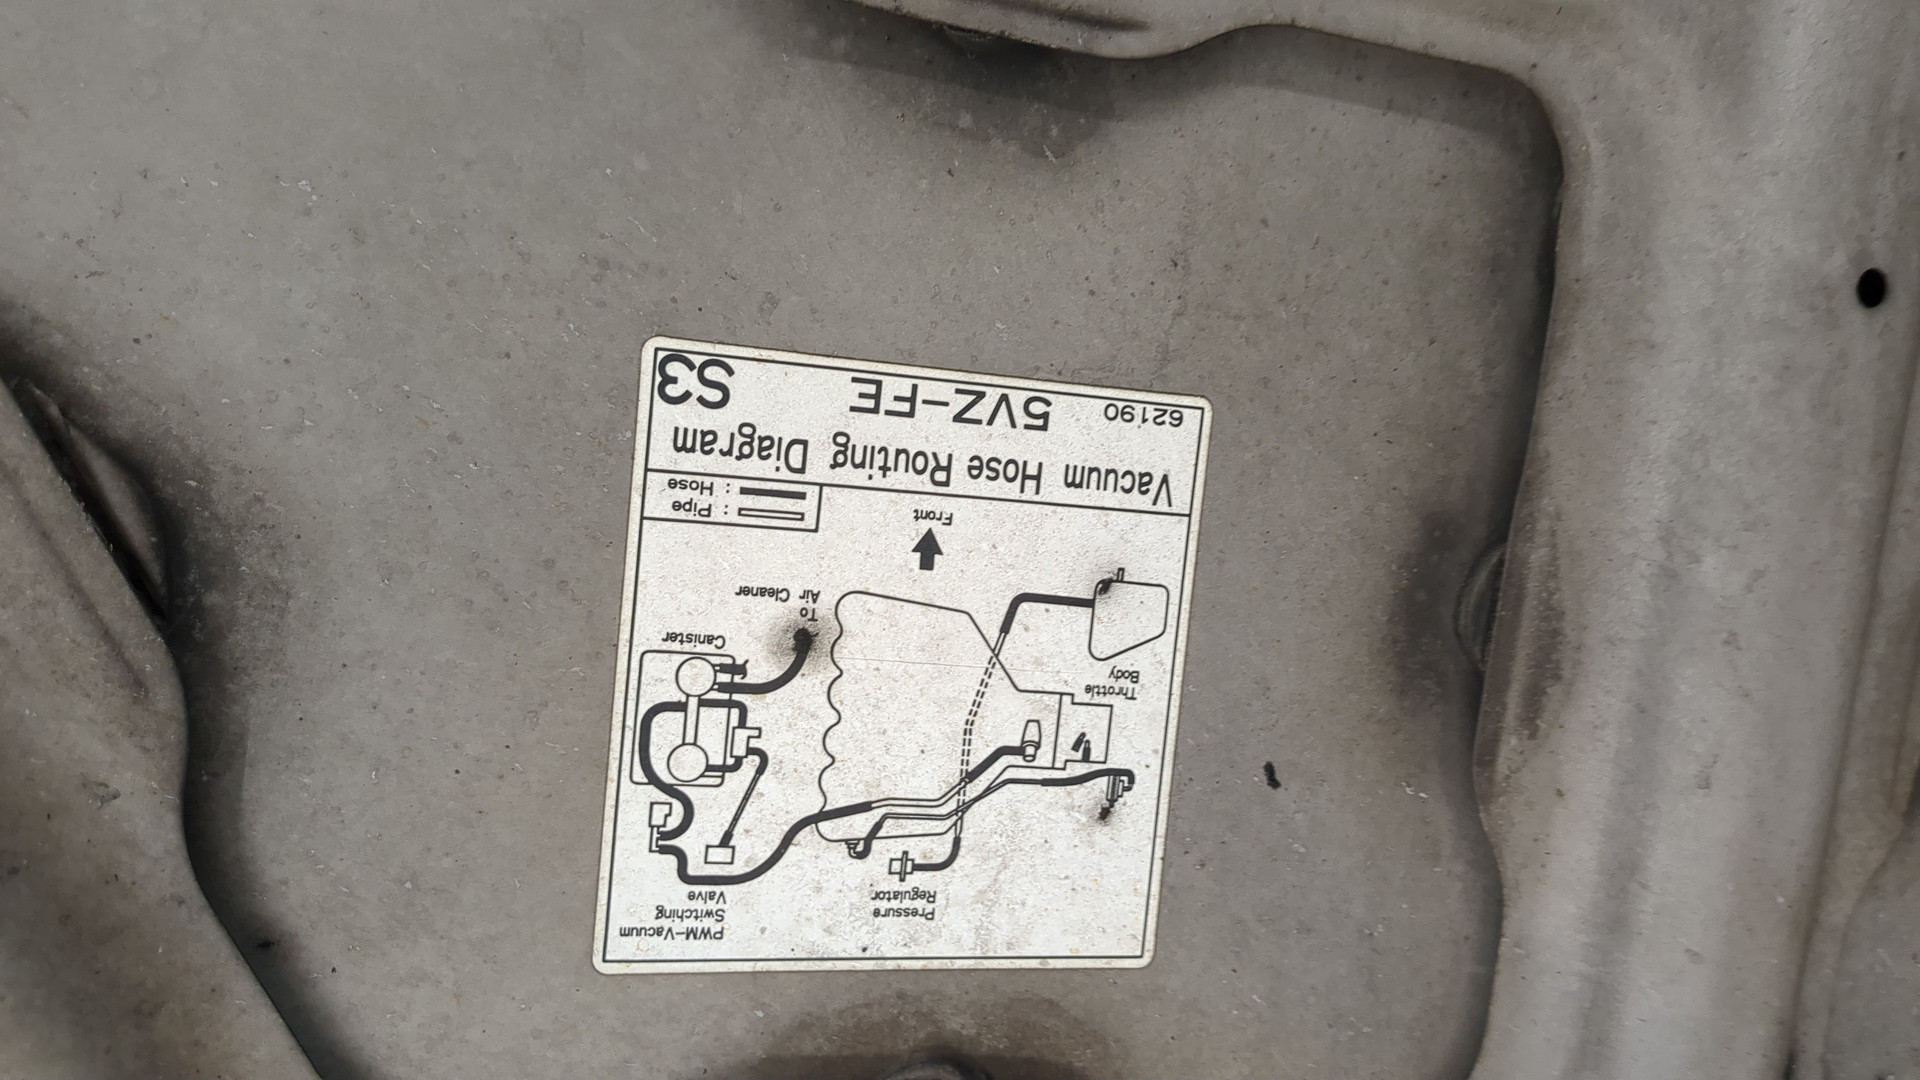 PWM-Vacuum
Switching
Valve
Pressure
Regulator
Throttle
Body
Canister
To
Air Cleaner
Front
Pipe :
Hose :
Vacuum Hose Routing Diagram
62190 5VZ-FE S3